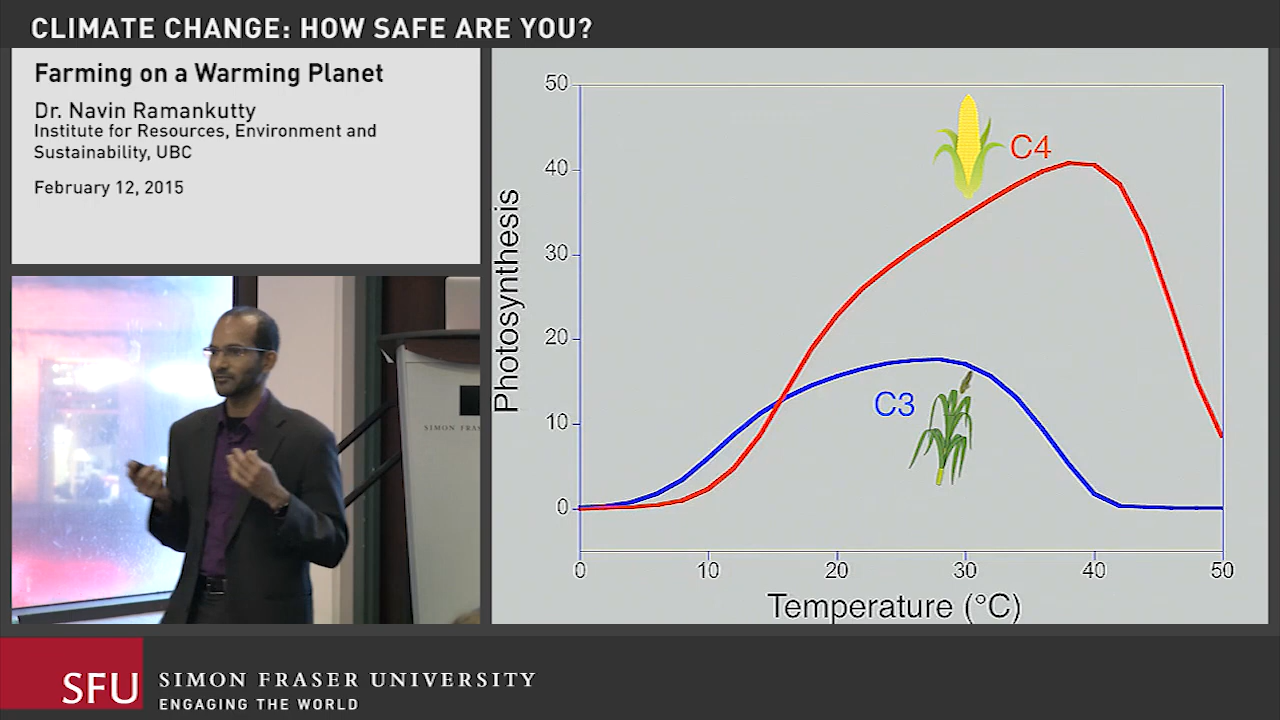 CLIMATE CHANGE: HOW SAFE ARE YOU?
Farming on a Warming Planet
Dr. Navin Ramankutty
Institute for Resources, Environment and
Sustainability, UBC
February 12, 2015
SIMON FRAS
Photosynthesis
50
40
30
20
10
0
C4
C3
0 10 20 30 40 50
Temperature (°C)
SFU
SIMON FRASER UNIVERSITY
ENGAGING THE WORLD